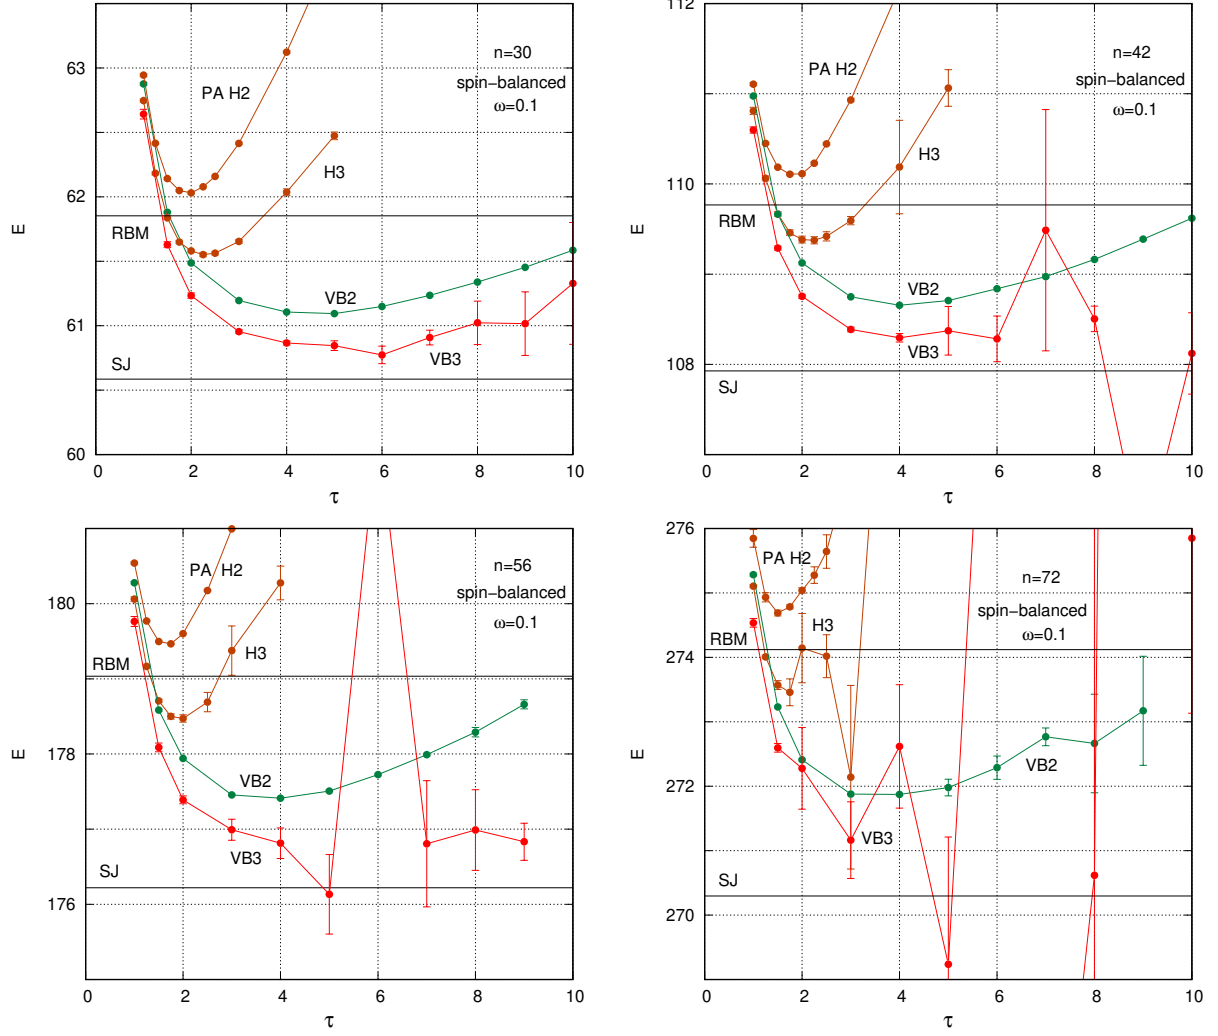 63
62
61
60
E
n=30
spin-balanced
ω=0.1
PA H2
H3
RBM
VB2
VB3
SJ
0 2 4 6 8 10
τ
112
111
110
109
108
E
n=42
spin-balanced
ω=0.1
PA H2
H3
RBM
VB2
VB3
SJ
0 2 4 6 8 10
τ
180
178
176
E
n=56
spin-balanced
ω=0.1
PA H2
H3
RBM
VB2
VB3
SJ
0 2 4 6 8 10
τ
276
274
272
270
E
n=72
spin-balanced
ω=0.1
PA H2
H3
RBM
VB2
VB3
SJ
0 2 4 6 8 10
τ